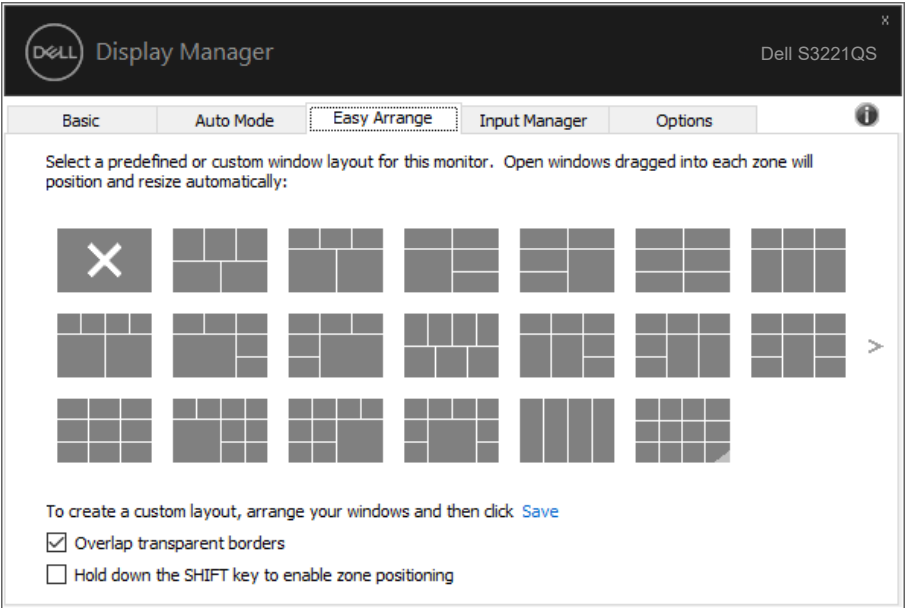 x
DELL Display Manager
Dell S3221QS
Basic Auto Mode Easy Arrange Input Manager Options
Select a predefined or custom window layout for this monitor. Open windows dragged into each zone will
position and resize automatically:
>
To create a custom layout, arrange your windows and then click Save
Overlap transparent borders
Hold down the SHIFT key to enable zone positioning